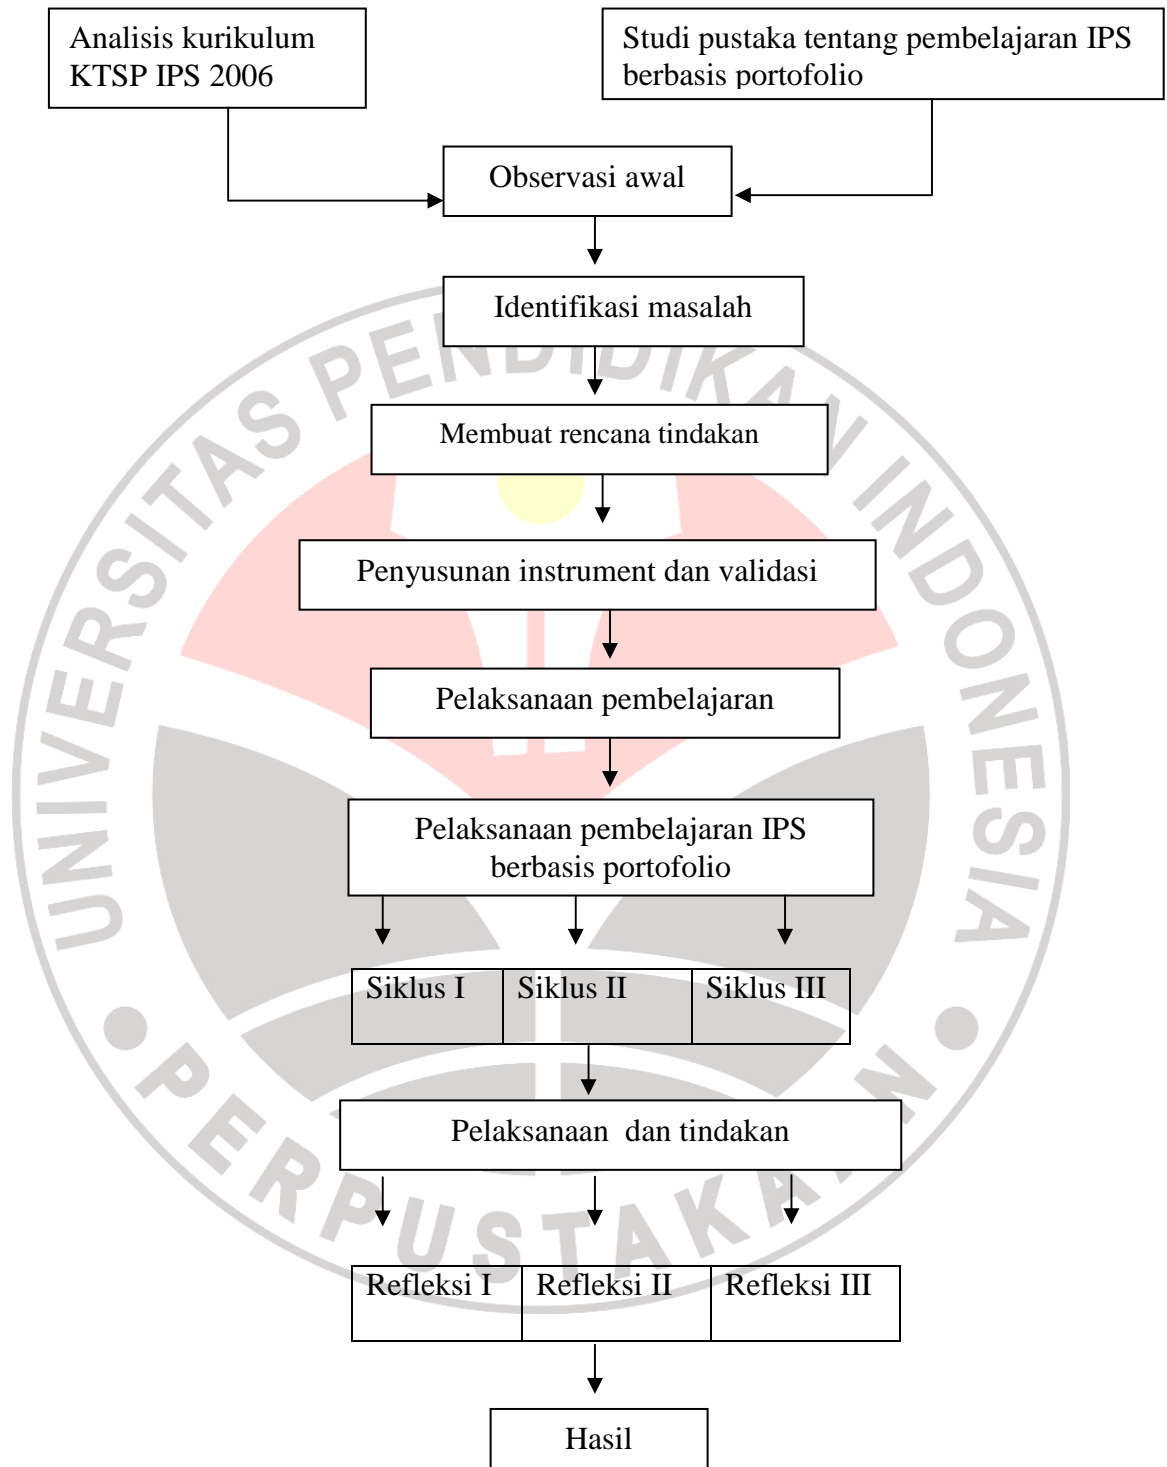 Analisis kurikulum
KTSP IPS 2006
Studi pustaka tentang pembelajaran IPS
berbasis portofolio
Observasi awal
Identifikasi masalah
Membuat rencana tindakan
Penyusunan instrument dan validasi
Pelaksanaan pembelajaran
Pelaksanaan pembelajaran IPS
berbasis portofolio
Siklus I
Siklus II
Siklus III
Pelaksanaan  dan tindakan
Refleksi I
Refleksi II
Refleksi III
Hasil
UNIVERSITAS PENDIDIKAN INDONESIA
PERPUSTAKAAN